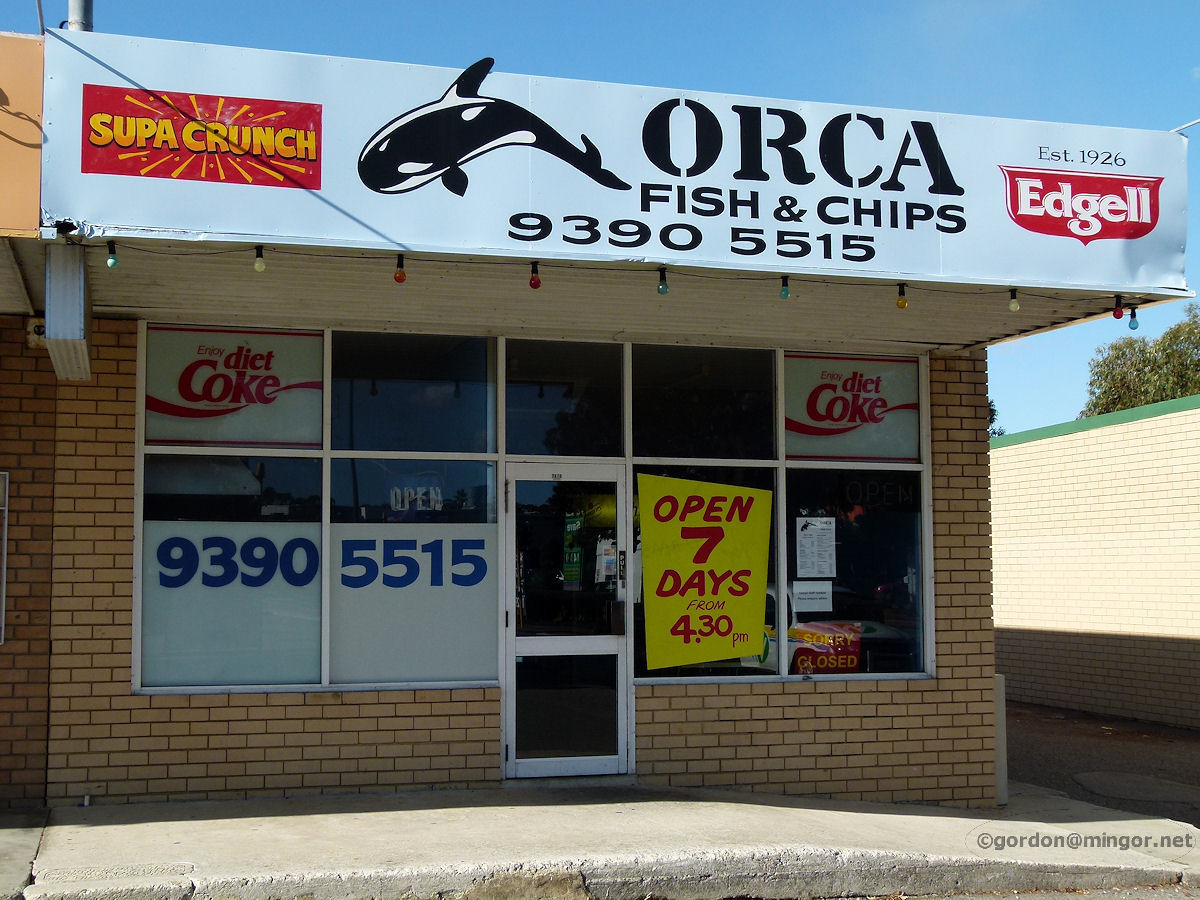 SUPA CRUNCH
ORCA
FISH & CHIPS
9390 5515
Est. 1926
Edgell
Enjoy
diet
Coke
Enjoy
diet
Coke
OPEN
OPEN
9390 5515
PULL
OPEN
7
DAYS
FROM
4.30 pm
SORRY
CLOSED
©gordon@mingor.net